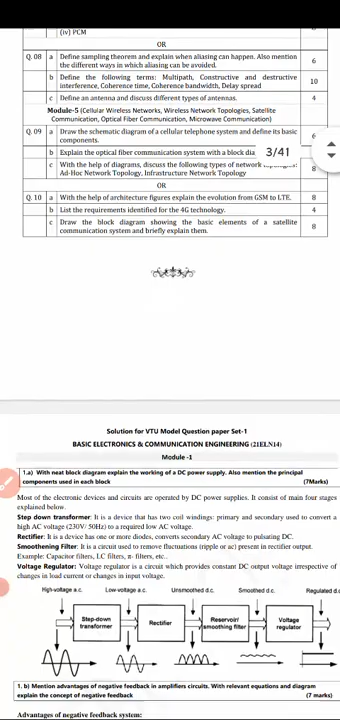 (iv) PCM
OR
Q. 08 a Define sampling theorem and explain when aliasing can happen. Also mention
the different ways in which aliasing can be avoided. 6
b Define the following terms: Multipath, Constructive and destructive
interference, Coherence time, Coherence bandwidth, Delay spread 10
c Define an antenna and discuss different types of antennas. 4
Module-5 (Cellular Wireless Networks, Wireless Network Topologies, Satellite
Communication, Optical Fiber Communication, Microwave Communication)
Q. 09 a Draw the schematic diagram of a cellular telephone system and define its basic
components. 6
b Explain the optical fiber communication system with a block dia
3/41
c With the help of diagrams, discuss the following types of network
Ad-Hoc Network Topology, Infrastructure Network Topology 8
OR
Q. 10 a With the help of architecture figures explain the evolution from GSM to LTE. 8
b List the requirements identified for the 4G technology. 4
c Draw the block diagram showing the basic elements of a satellite
communication system and briefly explain them. 8
Solution for VTU Model Question paper Set-1
BASIC ELECTRONICS & COMMUNICATION ENGINEERING (21ELN14)
Module -1
1.a) With neat block diagram explain the working of a DC power supply. Also mention the principal
components used in each block (7Marks)
Most of the electronic devices and circuits are operated by DC power supplies. It consist of main four stages
explained below.
Step down transformer: It is a device that has two coil windings: primary and secondary used to convert a
high AC voltage (230V/ 50Hz) to a required low AC voltage.
Rectifier: It is a device has one or more diodes, converts secondary AC voltage to pulsating DC.
Smoothening Filter: It is a circuit used to remove fluctuations (ripple or ac) present in rectifier output.
Example: Capacitor filters, LC filters, π- filters, etc..
Voltage Regulator: Voltage regulator is a circuit which provides constant DC output voltage irrespective of
changes in load current or changes in input voltage.
High-voltage a.c. Low-voltage a.c. Unsmoothed d.c. Smoothed d.c. Regulated d.c
Step-down
transformer
Rectifier
Reservoir/
smoothing filter
Voltage
regulator
1. b) Mention advantages of negative feedback in amplifiers circuits. With relevant equations and diagram
explain the concept of negative feedback (7 marks)
Advantages of negative feedback system: